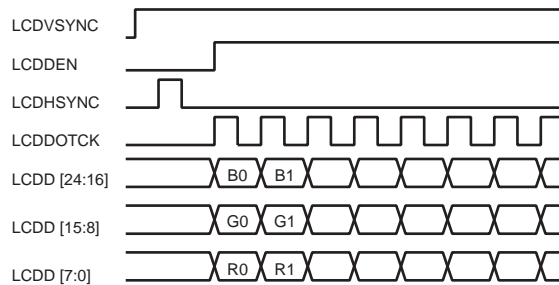 LCDVSYNC
LCDDEN
LCDHSYNC
LCDDOTCK
LCDD [24:16] B0 B1
LCDD [15:8] G0 G1
LCDD [7:0] R0 R1